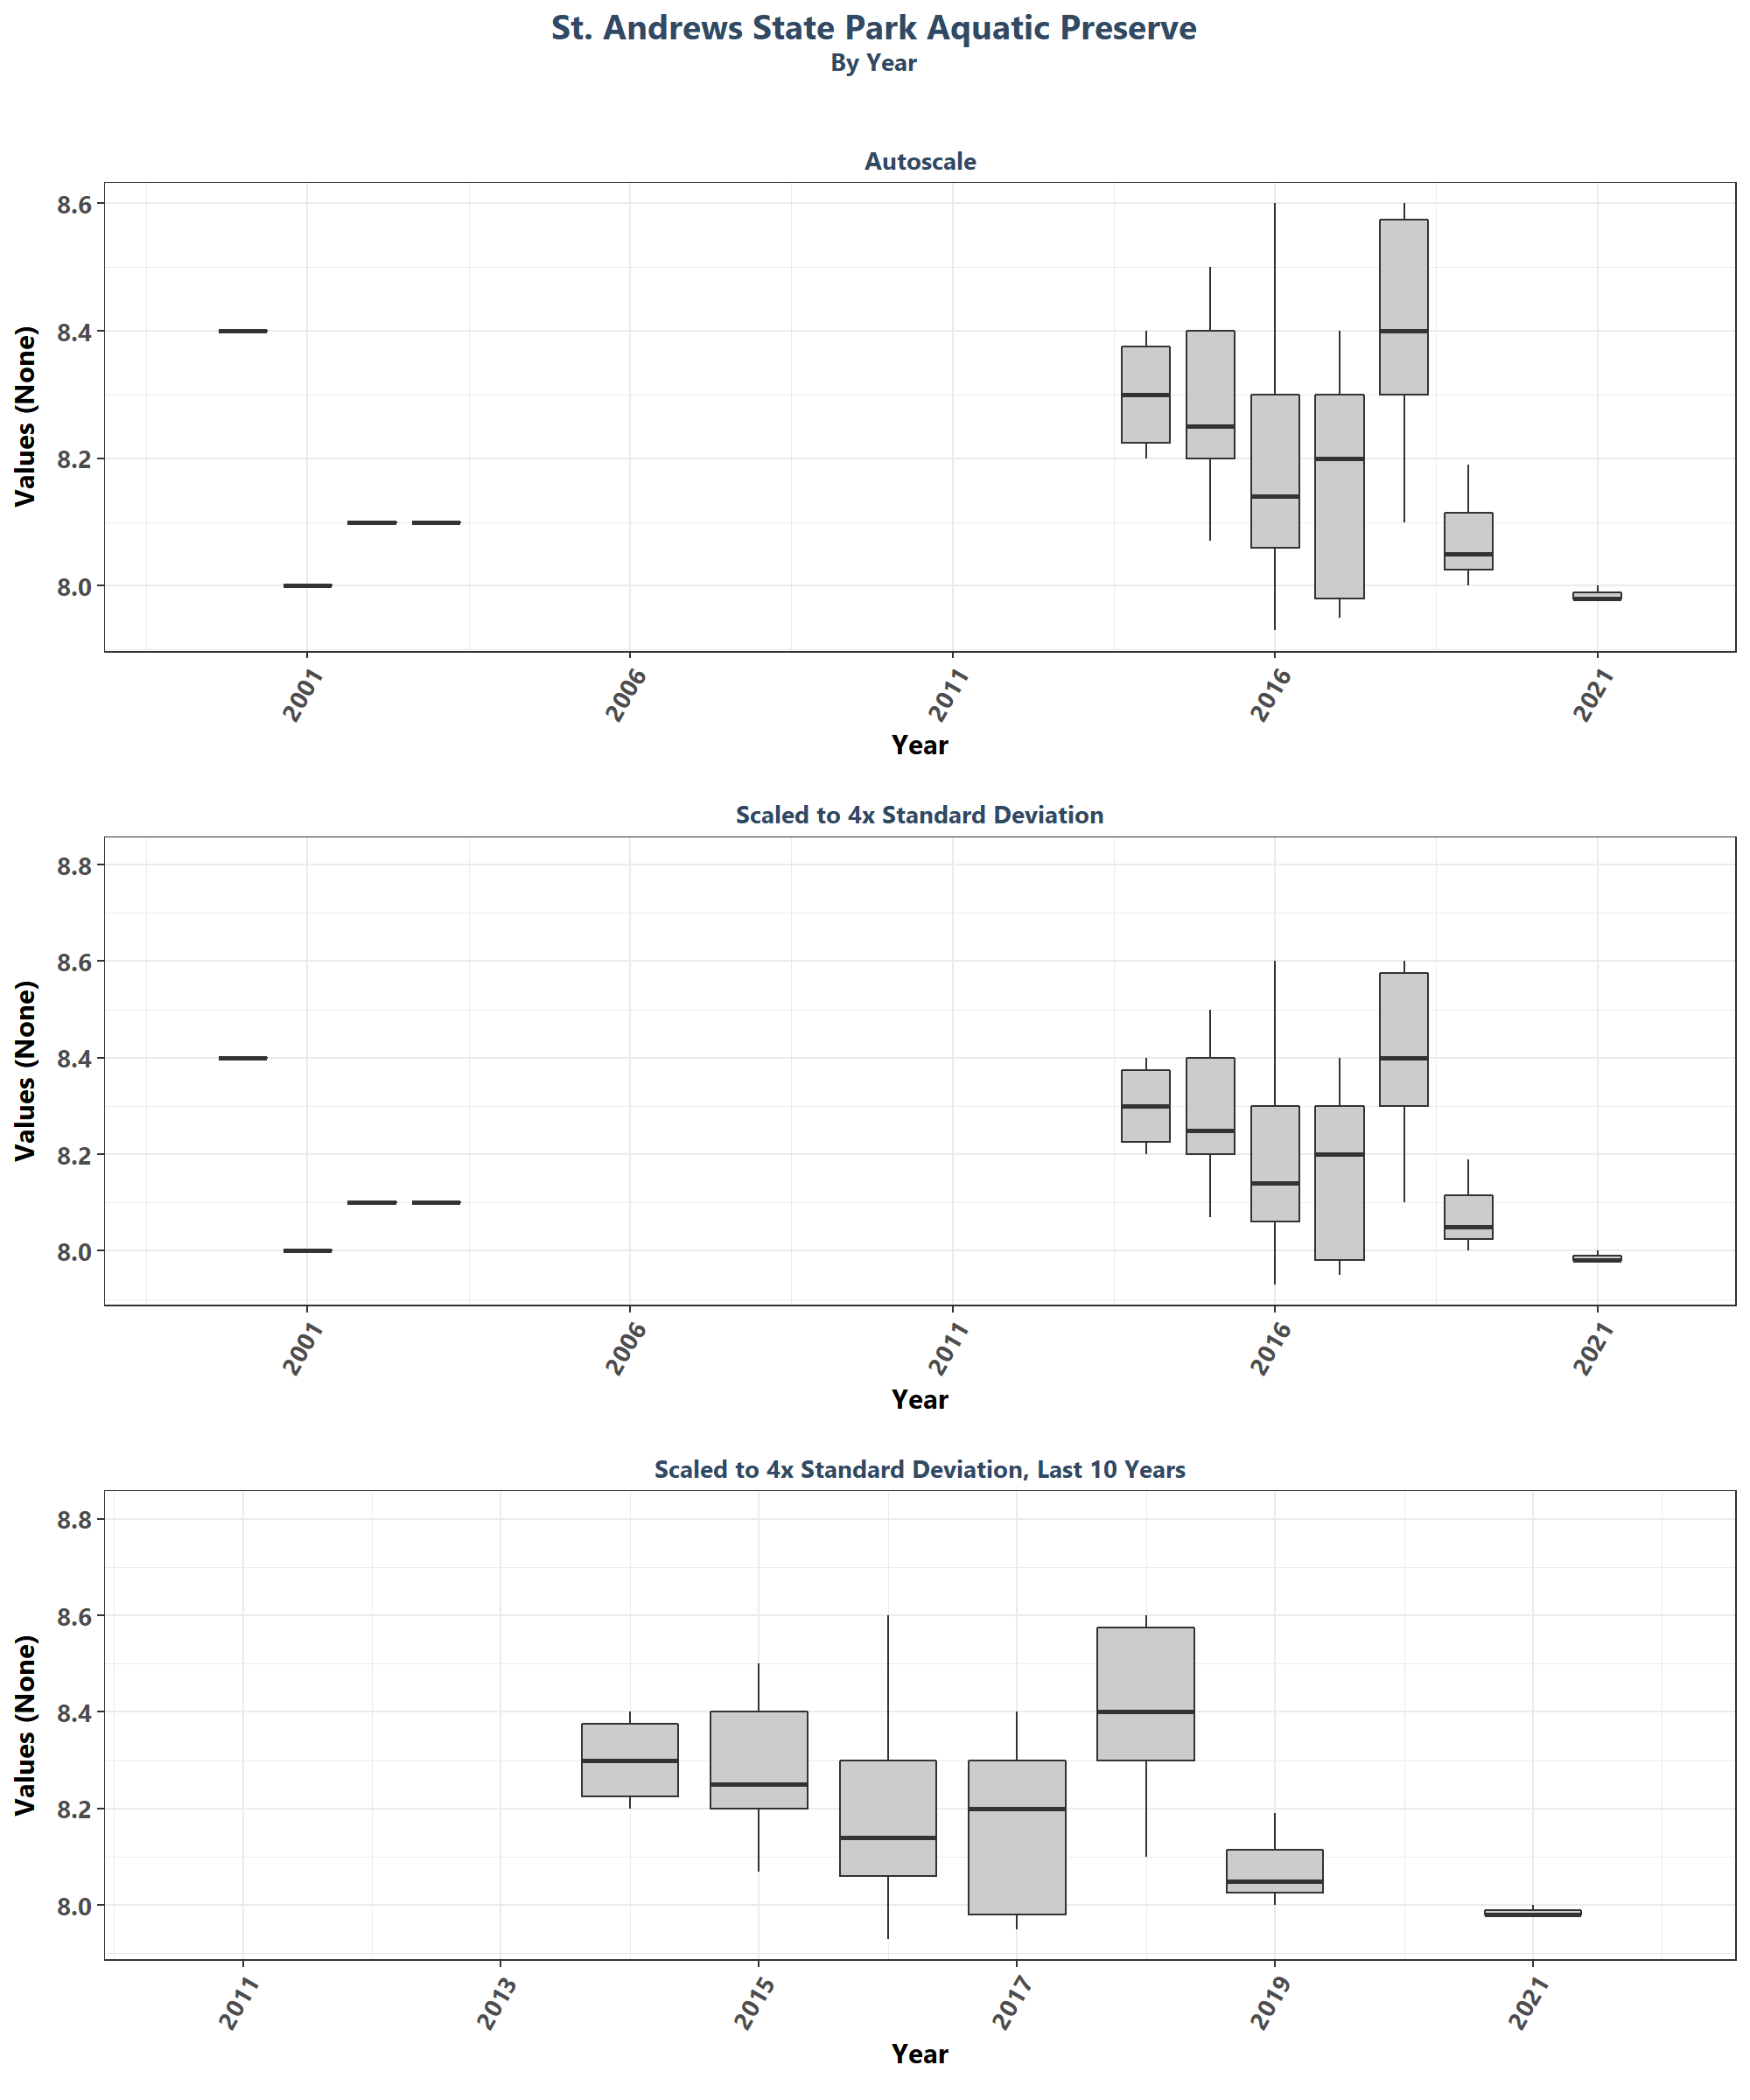 St. Andrews State Park Aquatic Preserve
By Year
Autoscale
Values (None)
8.6
8.4
8.2
8.0
2001
2006
2011
2016
2021
Year
Scaled to 4x Standard Deviation
Values (None)
8.8
8.6
8.4
8.2
8.0
2001
2006
2011
2016
2021
Year
Scaled to 4x Standard Deviation, Last 10 Years
Values (None)
8.8
8.6
8.4
8.2
8.0
2011
2013
2015
2017
2019
2021
Year